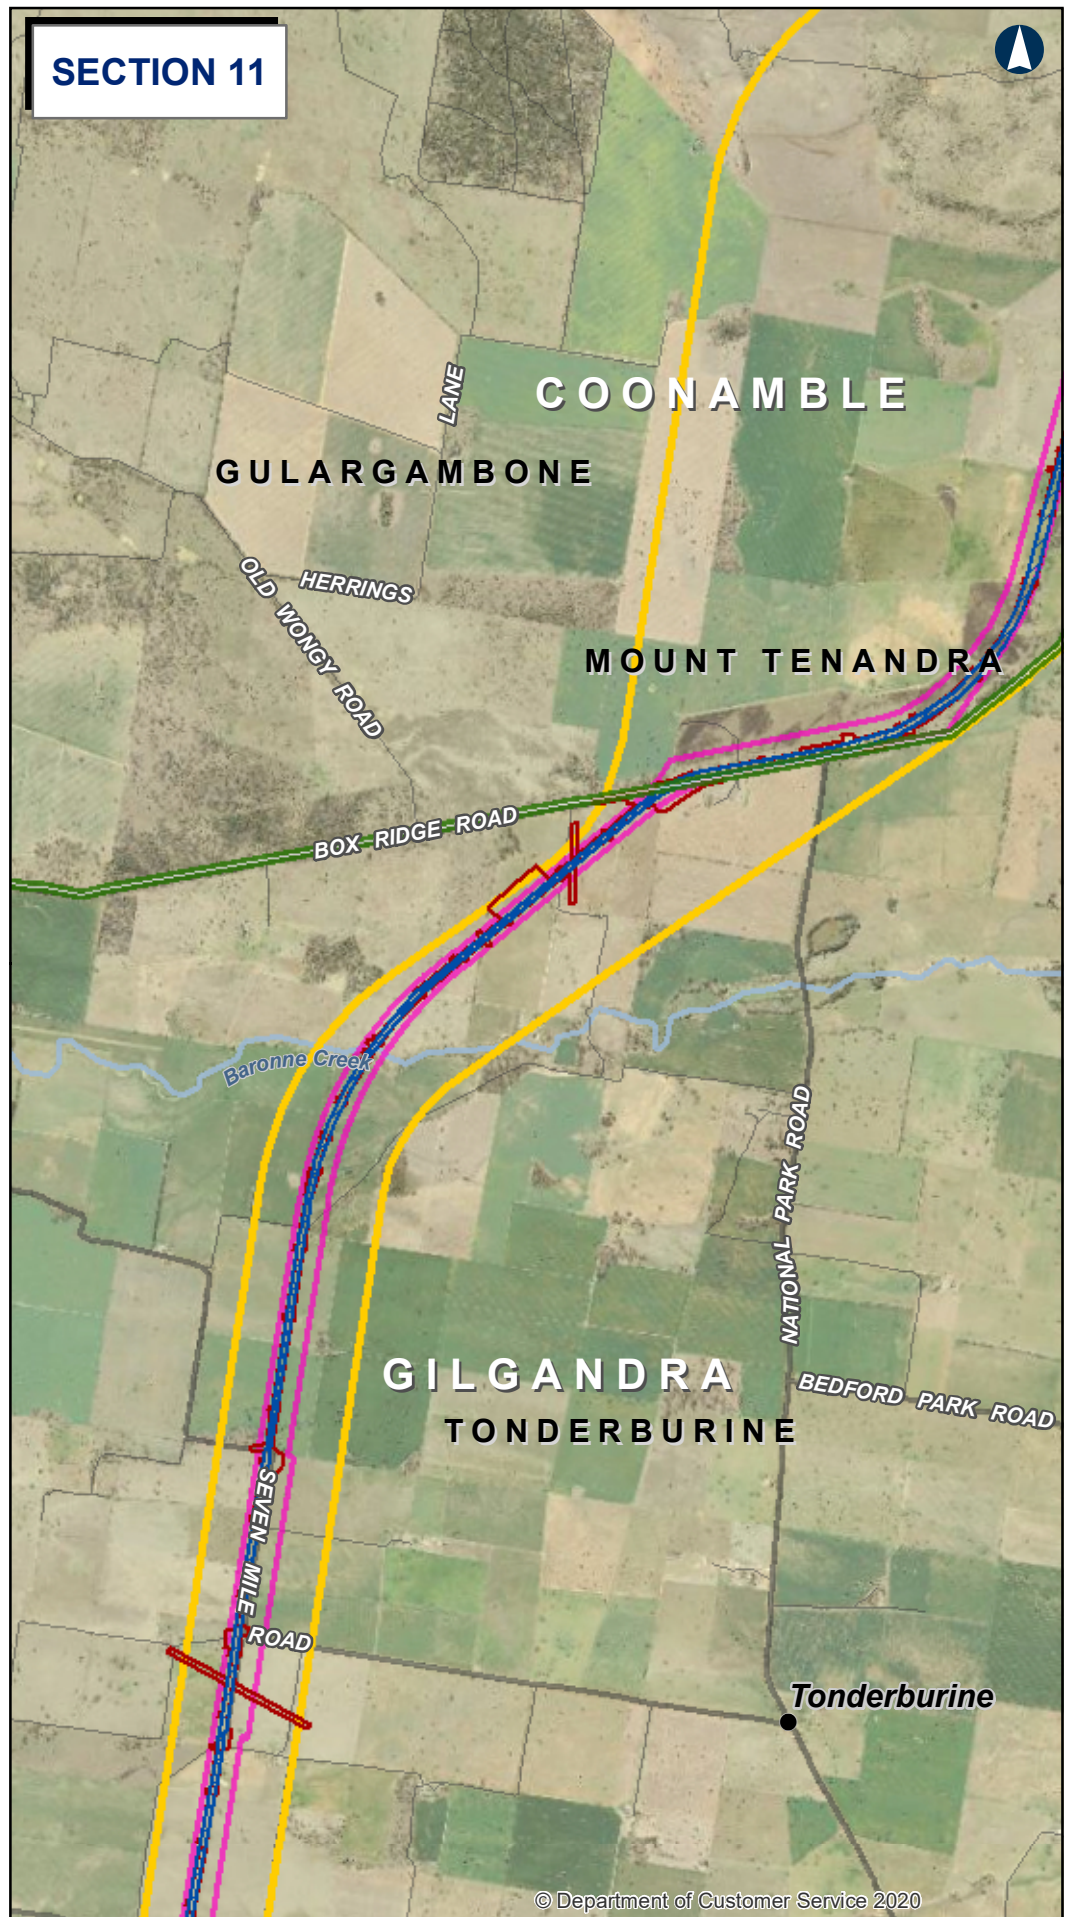 SECTION 11
COONAMBLE
LANE
GULARGAMBONE
HERRINGS
OLD WONGY ROAD
MOUNT TENANDRA
BOX RIDGE ROAD
Baronne Creek
NATIONAL PARK ROAD
GILGANDRA
BEDFORD PARK ROAD
TONDERBURINE
SEVEN MILE
ROAD
Tonderburine
© Department of Customer Service 2020